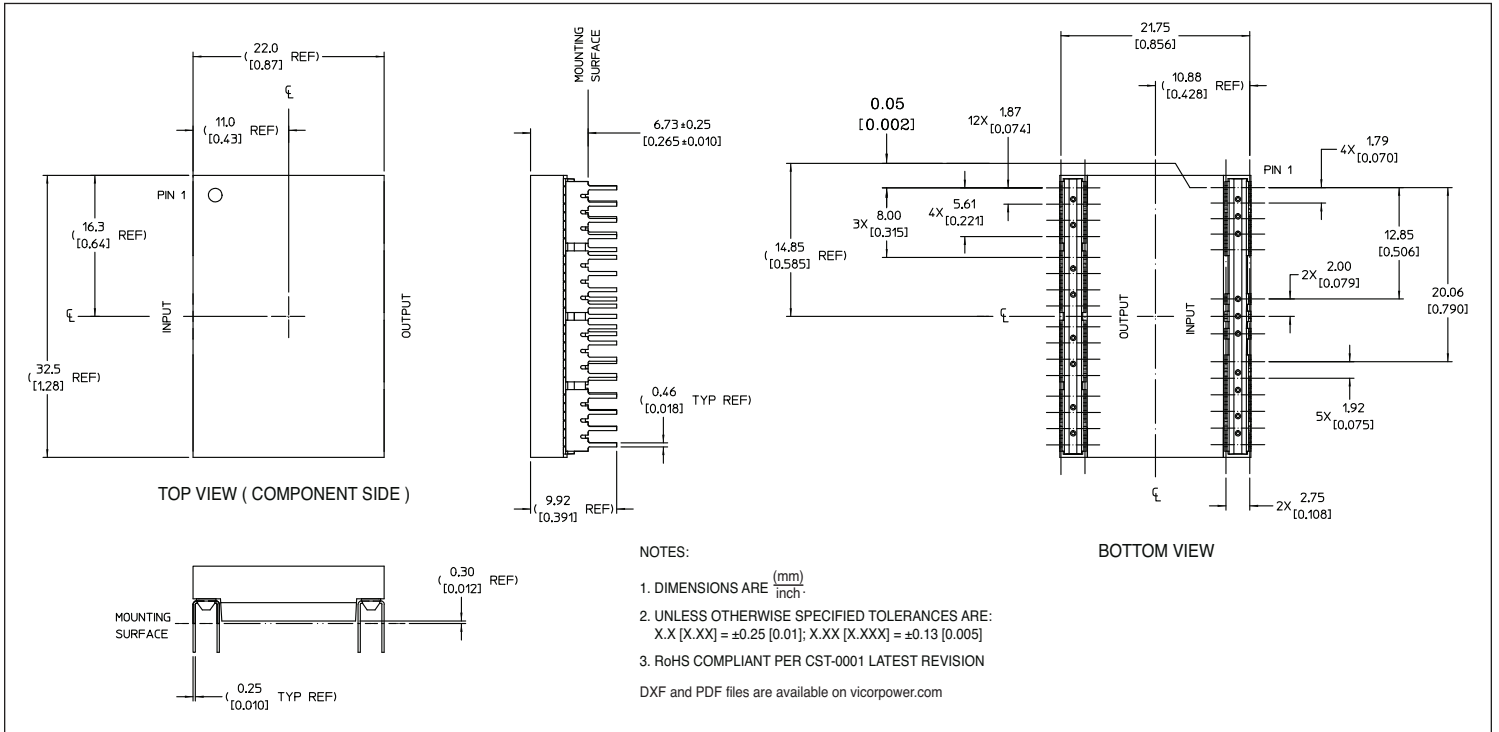 22.0
[0.87]
( REF)
℄
11.0
[0.43]
( REF)
PIN 1
16.3
[0.64]
( REF)
℄
INPUT
OUTPUT
32.5
[1.28]
( REF)
TOP VIEW ( COMPONENT SIDE )
MOUNTING
SURFACE
6.73 ±0.25
[0.265 ±0.010]
0.46
[0.018]
( TYP REF)
9.92
[0.391]
( REF)
21.75
[0.856]
10.88
[0.428]
( REF)
0.05
[0.002]
12X 1.87
[0.074]
4X 1.79
[0.070]
PIN 1
4X 5.61
[0.221]
3X 8.00
[0.315]
14.85
[0.585]
( REF)
12.85
[0.506]
2X 2.00
[0.079]
20.06
[0.790]
℄
OUTPUT
INPUT
5X 1.92
[0.075]
℄
2X 2.75
[0.108]
BOTTOM VIEW
0.30
[0.012]
( REF)
MOUNTING
SURFACE
0.25
[0.010]
( TYP REF)
NOTES:
1. DIMENSIONS ARE (mm)
inch.
2. UNLESS OTHERWISE SPECIFIED TOLERANCES ARE:
X.X [X.XX] = ±0.25 [0.01]; X.XX [X.XXX] = ±0.13 [0.005]
3. RoHS COMPLIANT PER CST-0001 LATEST REVISION
DXF and PDF files are available on vicorpower.com